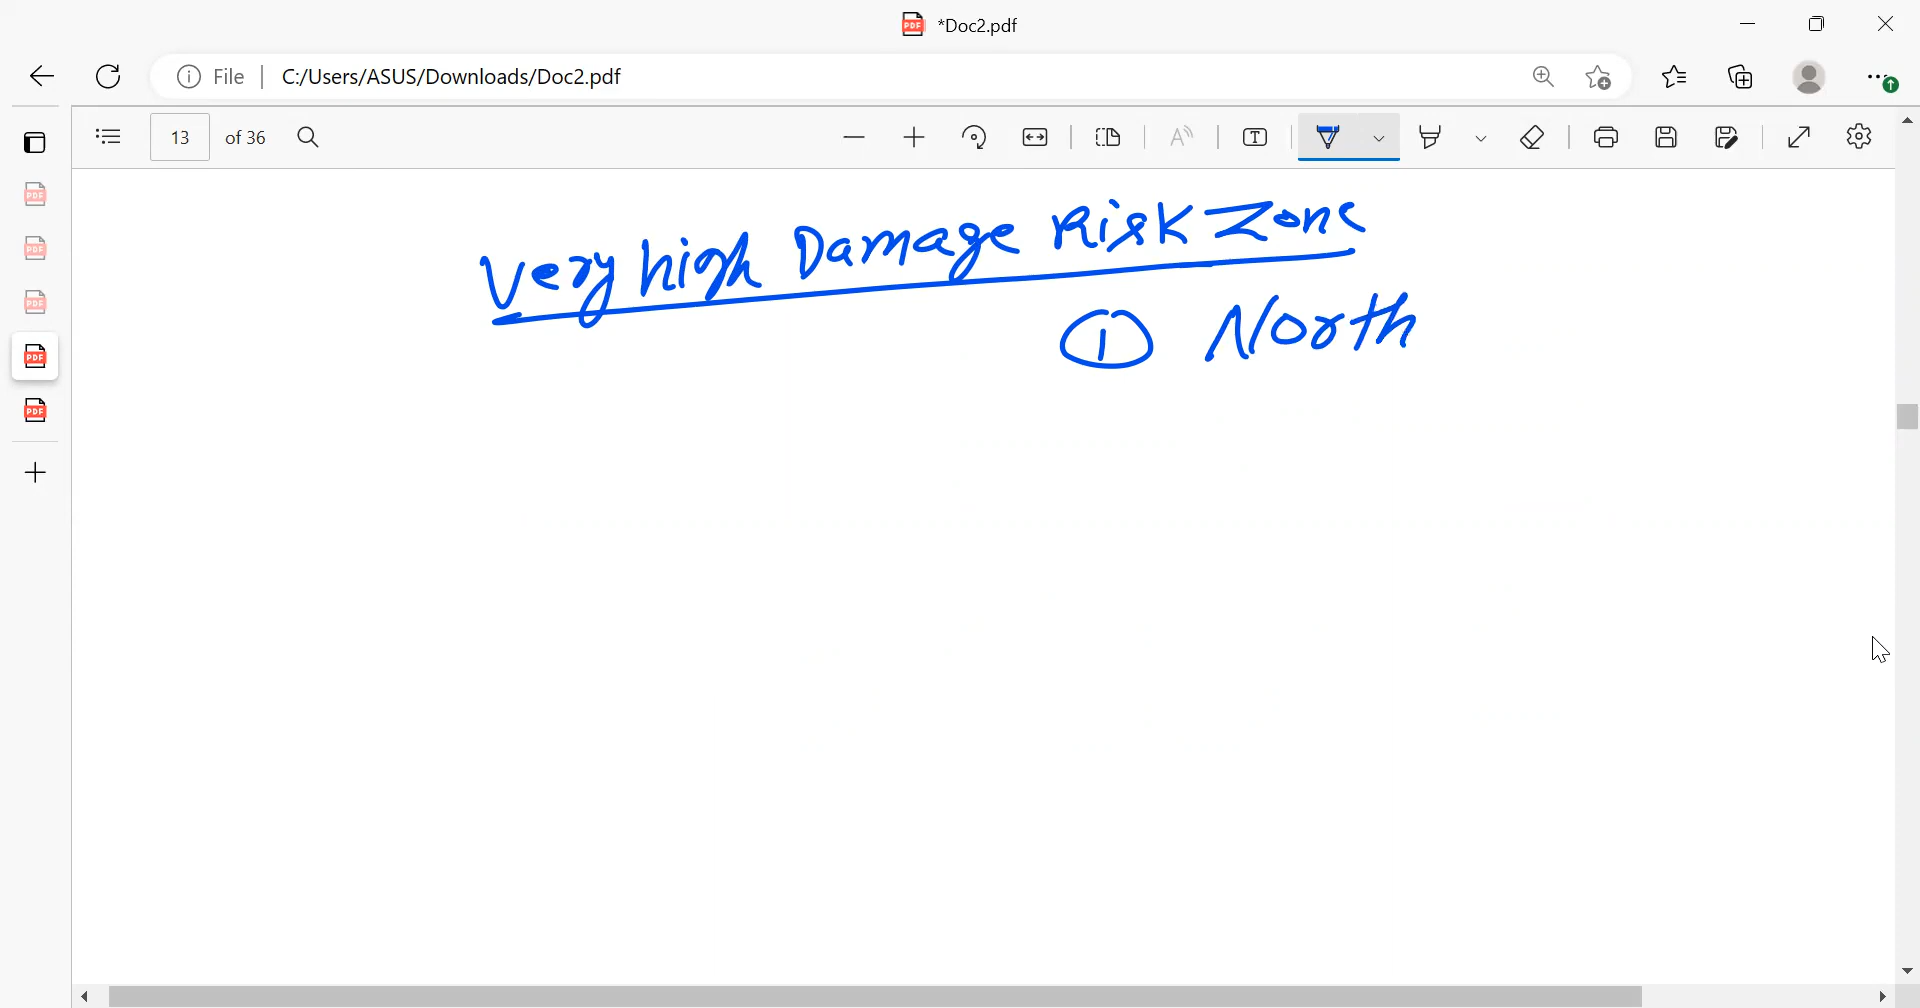 *Doc2.pdf
File C:/Users/ASUS/Downloads/Doc2.pdf
13 of 36
Very high Damage Risk Zone
① North